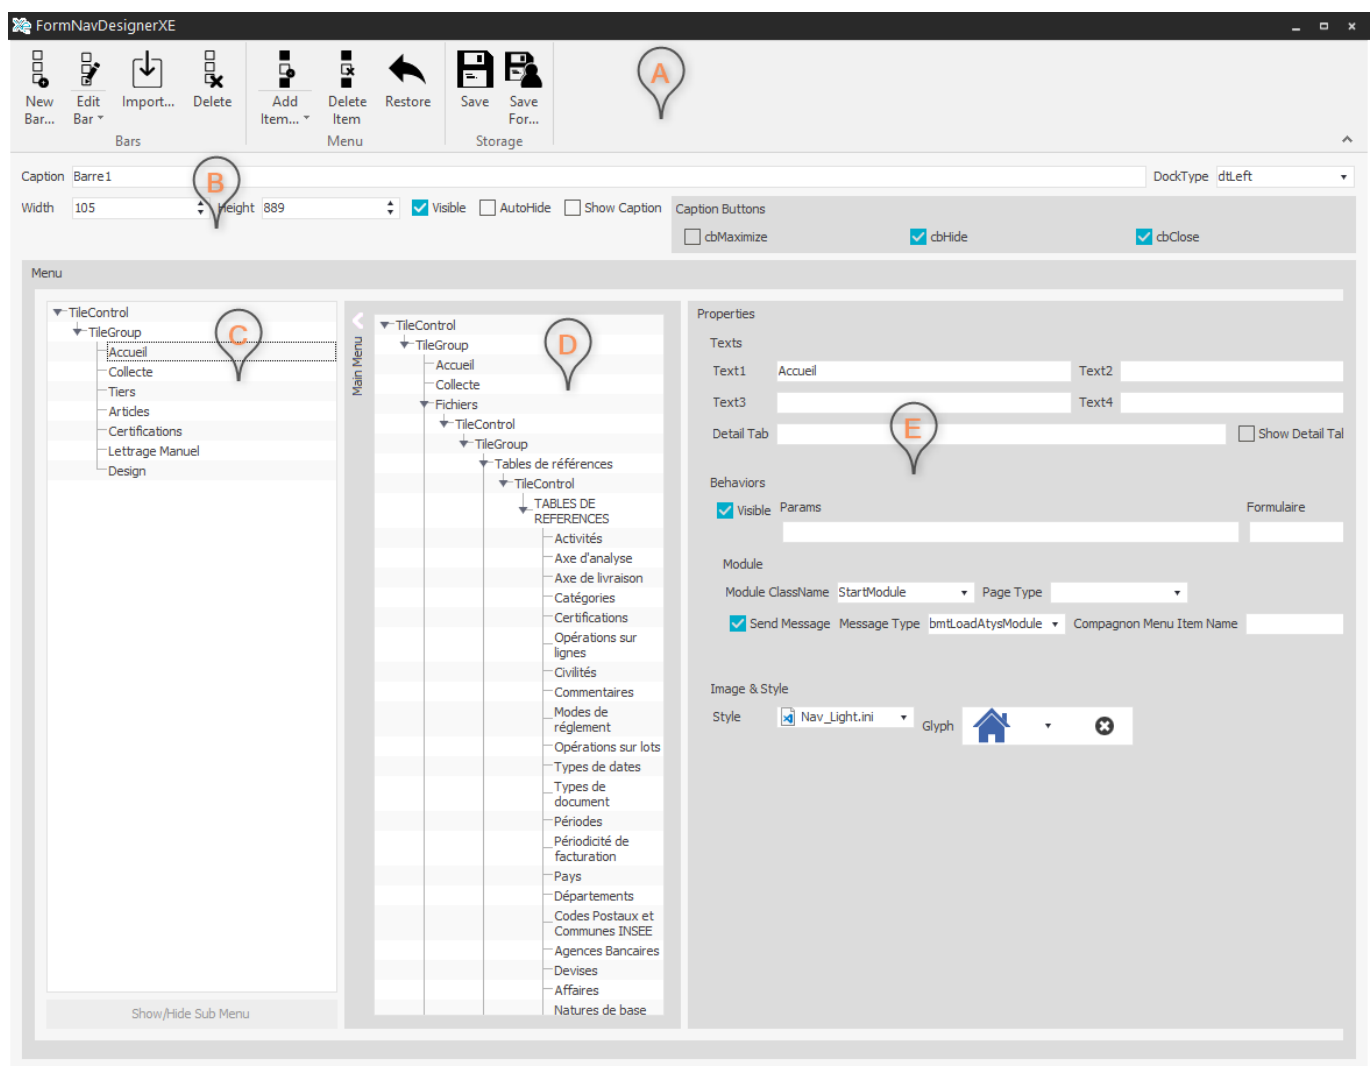 FormNavDesignerXE
New Bar...
Edit Bar
Import...
Delete
Add Item...
Delete Item
Restore
Save
Save For...
Bars
Menu
Storage
A
Caption Barre1 DockType dtLeft
B
Width 105 Height 889 Visible AutoHide Show Caption
Caption Buttons
cbMaximize cbHide cbClose
Menu
TileControl
TileGroup
Accueil
Collecte
Tiers
Articles
Certifications
Lettrage Manuel
Design
C
Show/Hide Sub Menu
Main Menu
D
TileControl
TileGroup
Accueil
Collecte
Fichiers
TileControl
TileGroup
Tables de références
TileControl
TABLES DE
REFERENCES
Activités
Axe d'analyse
Axe de livraison
Catégories
Certifications
Opérations sur
lignes
Civilités
Commentaires
Modes de
réglement
Opérations sur lots
Types de dates
Types de
document
Périodes
Périodicité de
facturation
Pays
Départements
Codes Postaux et
Communes INSEE
Agences Bancaires
Devises
Affaires
Natures de base
Properties
Texts
Text1 Accueil Text2
Text3 Text4
E
Detail Tab Show Detail Tal
Behaviors
Visible Params Formulaire
Module
Module ClassName StartModule Page Type
Send Message Message Type bmtLoadAtysModule Compagnon Menu Item Name
Image & Style
Style Nav_Light.ini Glyph